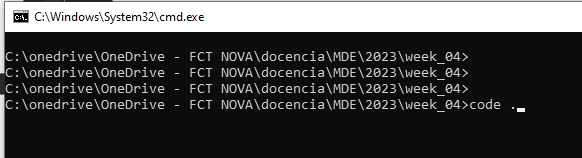 C:\Windows\System32\cmd.exe
C:\onedrive\OneDrive - FCT NOVA\docencia\MDE\2023\week_04>
C:\onedrive\OneDrive - FCT NOVA\docencia\MDE\2023\week_04>
C:\onedrive\OneDrive - FCT NOVA\docencia\MDE\2023\week_04>
C:\onedrive\OneDrive - FCT NOVA\docencia\MDE\2023\week_04>code .